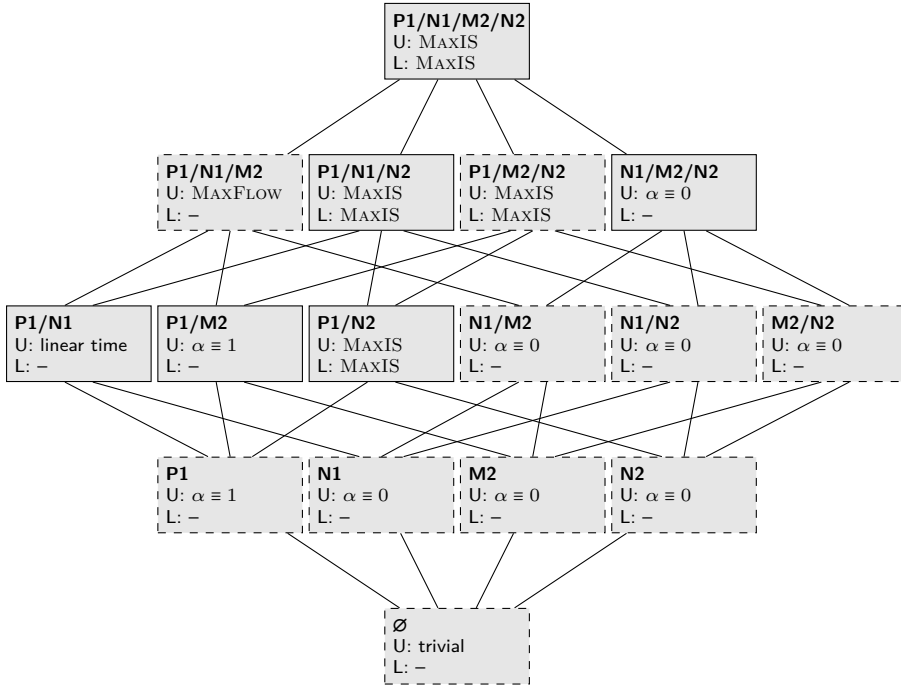 P1/N1/M2/N2
U: MaxIS
L: MaxIS
P1/N1/M2
U: MaxFlow
L: –
P1/N1/N2
U: MaxIS
L: MaxIS
P1/M2/N2
U: MaxIS
L: MaxIS
N1/M2/N2
U: α ≡ 0
L: –
P1/N1
U: linear time
L: –
P1/M2
U: α ≡ 1
L: –
P1/N2
U: MaxIS
L: MaxIS
N1/M2
U: α ≡ 0
L: –
N1/N2
U: α ≡ 0
L: –
M2/N2
U: α ≡ 0
L: –
P1
U: α ≡ 1
L: –
N1
U: α ≡ 0
L: –
M2
U: α ≡ 0
L: –
N2
U: α ≡ 0
L: –
∅
U: trivial
L: –